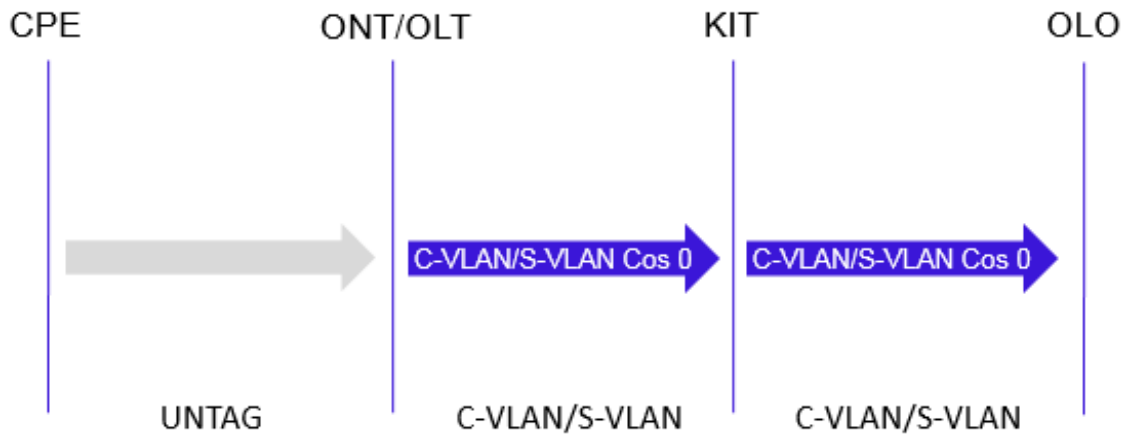 CPE
ONT/OLT
KIT
OLO
C-VLAN/S-VLAN Cos 0
C-VLAN/S-VLAN Cos 0
UNTAG
C-VLAN/S-VLAN
C-VLAN/S-VLAN